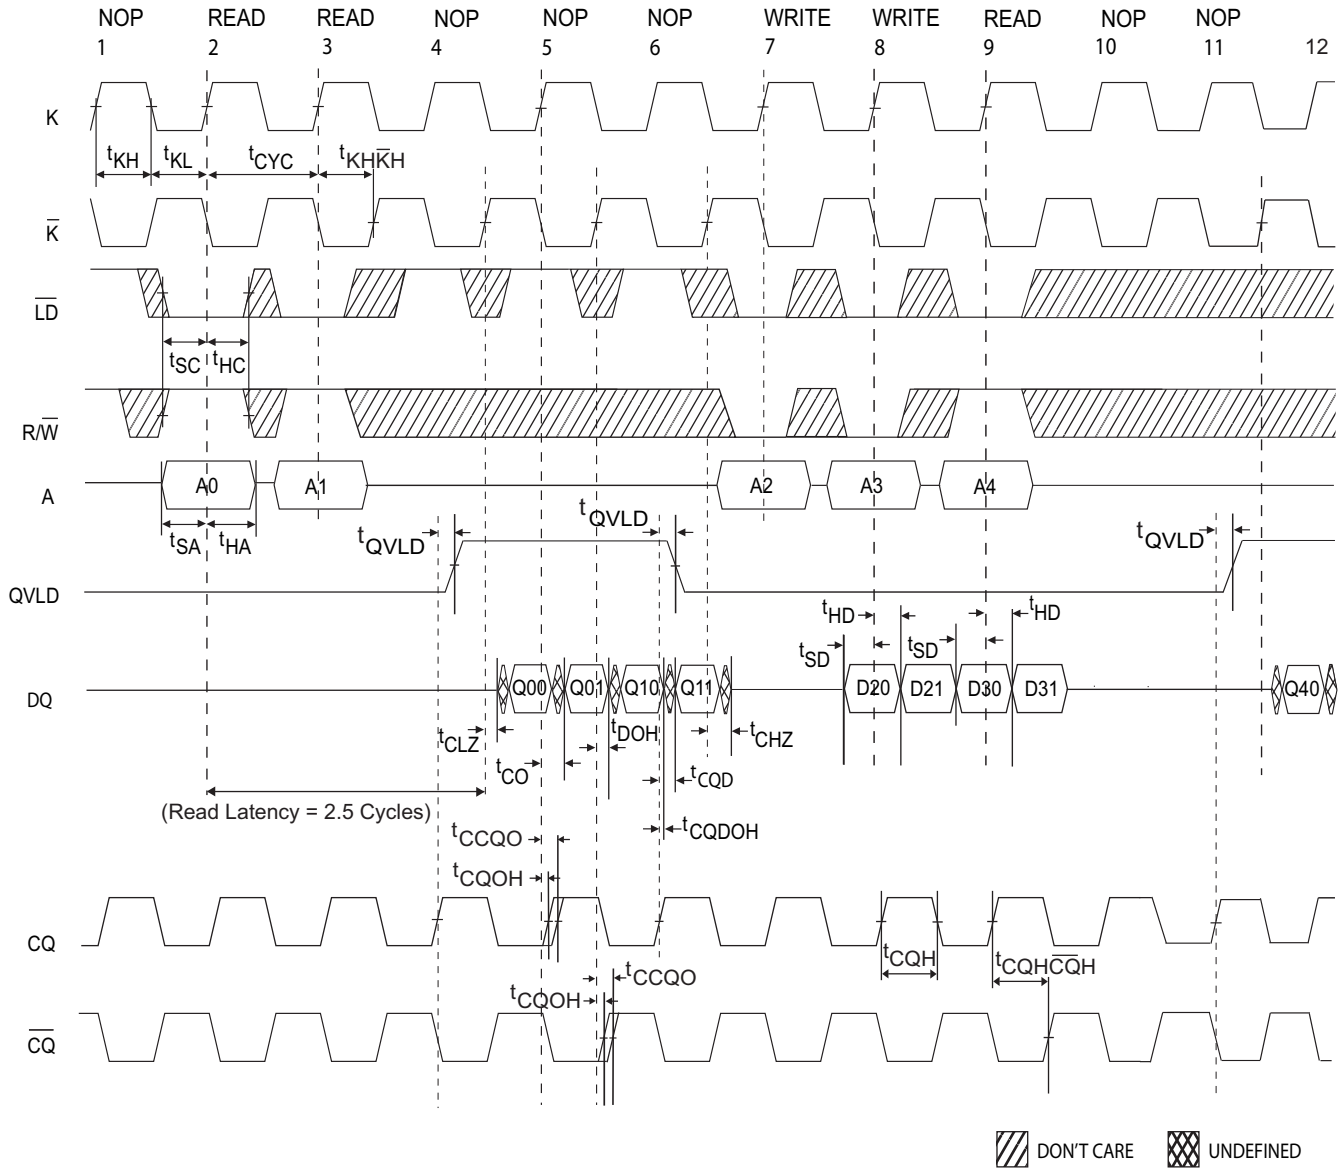 NOP READ READ NOP NOP NOP WRITE WRITE READ NOP NOP
1 2 3 4 5 6 7 8 9 10 11 12
K
tKH tKL tCYC tKHK̅H
K̅
L̅D̅
tSC tHC
R/W̅
A A0 A1 A2 A3 A4
tSA tHA tQVLD tQVLD tQVLD
QVLD
tHD tHD
tSD tSD
DQ Q00 Q01 Q10 Q11 D20 D21 D30 D31 Q40
tCLZ tDOH tCHZ
tCO tCQD
(Read Latency = 2.5 Cycles)
tCQDOH
tCCQO
tCQOH
CQ tCQH tCQHC̅Q̅H
tCCQO
tCQOH
C̅Q̅
DON'T CARE UNDEFINED